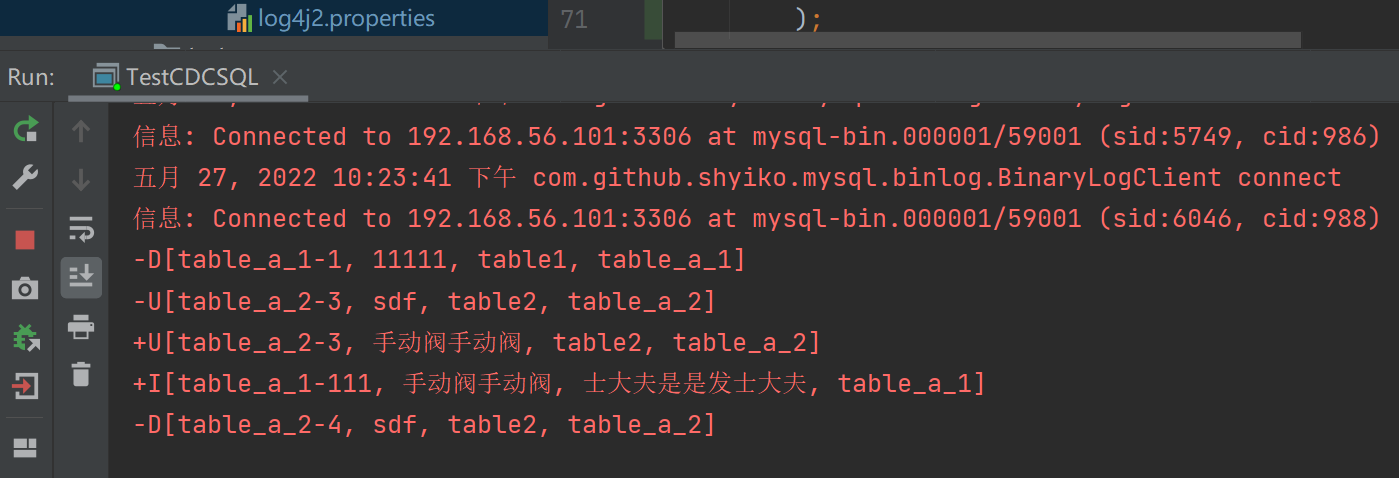 log4j2.properties
71
);
Run:
TestCDCSQL
信息: Connected to 192.168.56.101:3306 at mysql-bin.000001/59001 (sid:5749, cid:986)
五月 27, 2022 10:23:41 下午 com.github.shyiko.mysql.binlog.BinaryLogClient connect
信息: Connected to 192.168.56.101:3306 at mysql-bin.000001/59001 (sid:6046, cid:988)
-D[table_a_1-1, 11111, table1, table_a_1]
-U[table_a_2-3, sdf, table2, table_a_2]
+U[table_a_2-3, 手动阀手动阀, table2, table_a_2]
+I[table_a_1-111, 手动阀手动阀, 士大夫是是发士大夫, table_a_1]
-D[table_a_2-4, sdf, table2, table_a_2]